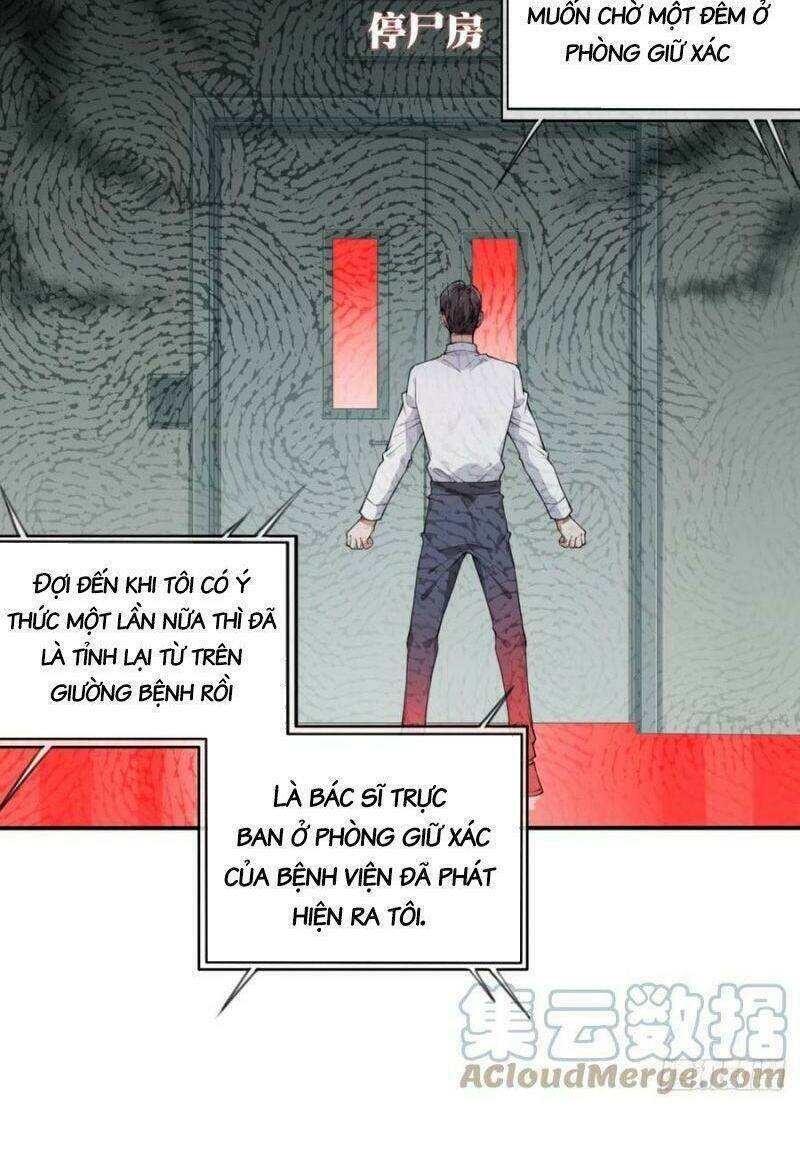 停尸房
MUỐN CHỜ MỘT ĐÊM Ở
PHÒNG GIỮ XÁC
ĐỢI ĐẾN KHI TÔI CÓ Ý
THỨC MỘT LẦN NỮA THÌ ĐÃ
LÀ TỈNH LẠI TỪ TRÊN
GIƯỜNG BỆNH RỒI
LÀ BÁC SĨ TRỰC
BAN Ở PHÒNG GIỮ XÁC
CỦA BỆNH VIỆN ĐÃ PHÁT
HIỆN RA TÔI.
集云数据
ACloudMerge.com